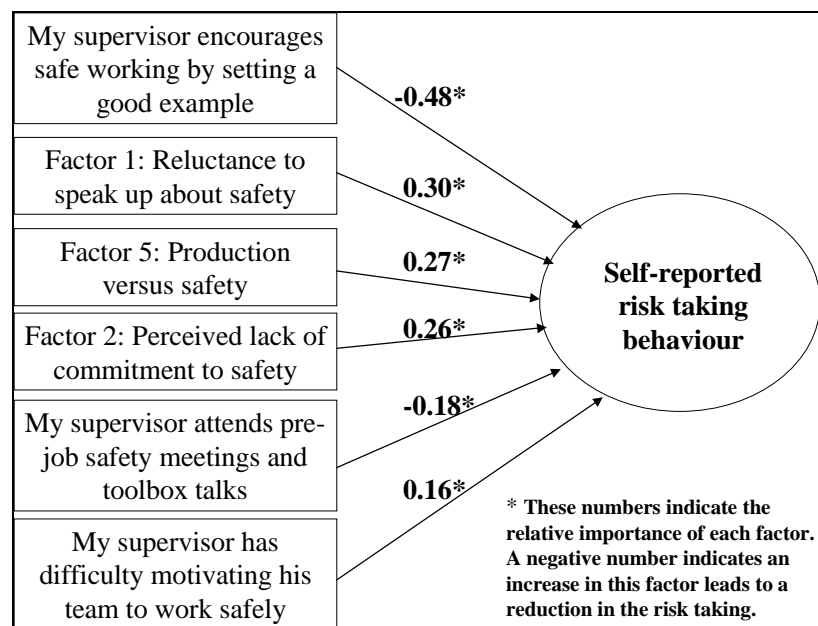 My supervisor encourages
safe working by setting a
good example
-0.48*
Factor 1: Reluctance to
speak up about safety
0.30*
Factor 5: Production
versus safety
0.27*
Factor 2: Perceived lack of
commitment to safety
0.26*
My supervisor attends pre-
job safety meetings and
toolbox talks
-0.18*
My supervisor has
difficulty motivating his
team to work safely
0.16*
Self-reported
risk taking
behaviour
* These numbers indicate the
relative importance of each factor.
A negative number indicates an
increase in this factor leads to a
reduction in the risk taking.